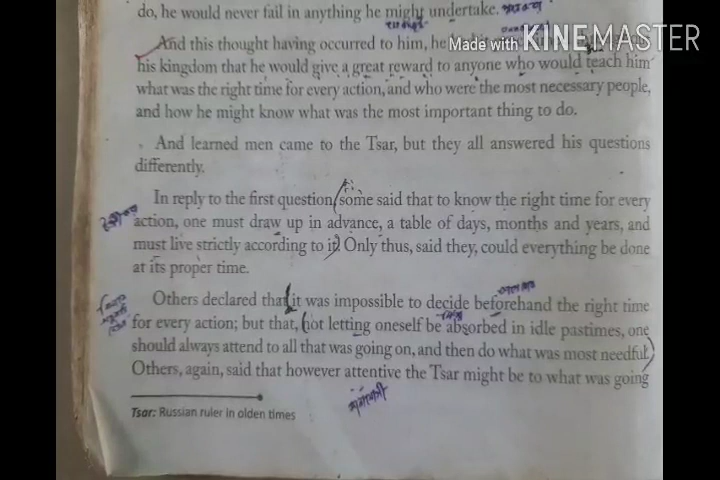 do, he would never fail in anything he might undertake.
And this thought having occurred to him, he
Made with KINEMASTER
his kingdom that he would give a great reward to anyone who would teach him
what was the right time for every action, and who were the most necessary people,
and how he might know what was the most important thing to do.
And learned men came to the Tsar, but they all answered his questions
differently.
In reply to the first question, some said that to know the right time for every
action, one must draw up in advance, a table of days, months and years, and
must live strictly according to it. Only thus, said they, could everything be done
at its proper time.
Others declared that it was impossible to decide beforehand the right time
for every action; but that, not letting oneself be absorbed in idle pastimes, one
should always attend to all that was going on, and then do what was most needful.
Others, again, said that however attentive the Tsar might be to what was going
Tsar: Russian ruler in olden times